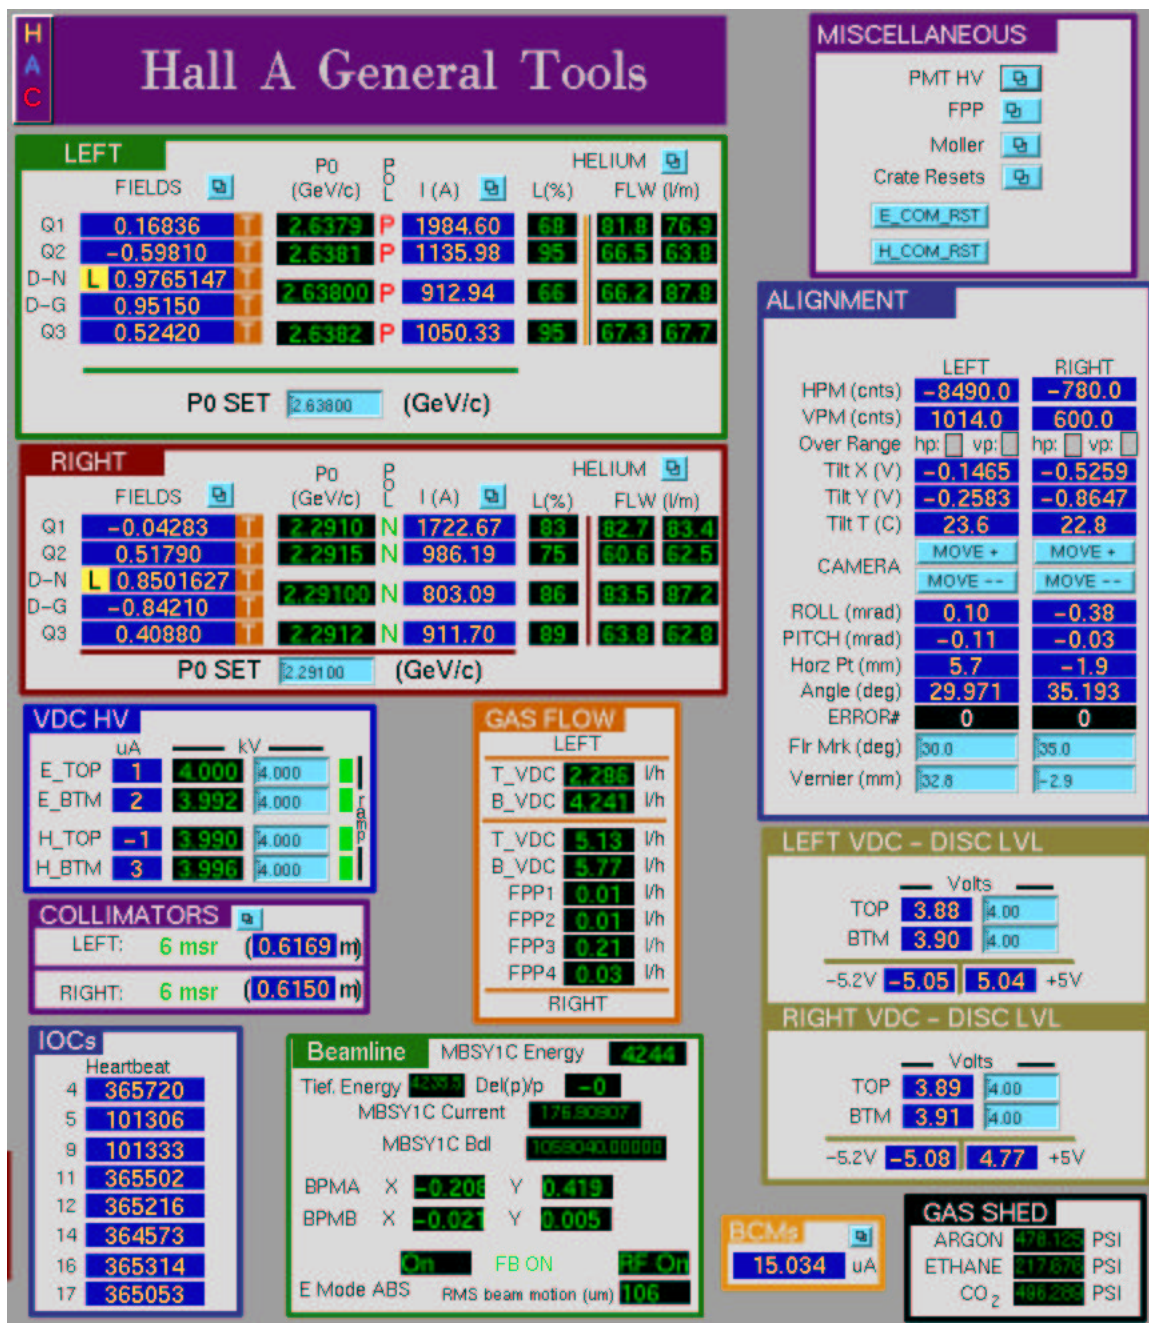 H
A
C
Hall A General Tools
MISCELLANEOUS
PMT HV
FPP
Moller
Crate Resets
E_COM_RST
H_COM_RST
LEFT
FIELDS
P0
(GeV/c)
POL
I (A)
HELIUM
L(%) FLW (l/m)
Q1 0.16836 T 2.6379 P 1984.60 68 81.8 76.9
Q2 -0.59810 T 2.6381 P 1135.98 95 66.5 63.8
D-N L 0.9765147 T 2.63800 P 912.94 66 66.2 87.8
D-G 0.95150 T
Q3 0.52420 T 2.6382 P 1050.33 95 67.3 67.7
P0 SET 2.63800 (GeV/c)
RIGHT
FIELDS
P0
(GeV/c)
POL
I (A)
HELIUM
L(%) FLW (l/m)
Q1 -0.04283 T 2.2910 N 1722.67 83 82.7 83.4
Q2 0.51790 T 2.2915 N 986.19 75 60.6 62.5
D-N L 0.8501627 T 2.29100 N 803.09 86 83.5 87.2
D-G -0.84210 T
Q3 0.40880 T 2.2912 N 911.70 89 63.8 62.8
P0 SET 2.29100 (GeV/c)
ALIGNMENT
LEFT RIGHT
HPM (cnts) -8490.0 -780.0
VPM (cnts) 1014.0 600.0
Over Range hp: vp: hp: vp:
Tilt X (V) -0.1465 -0.5259
Tilt Y (V) -0.2583 -0.8647
Tilt T (C) 23.6 22.8
CAMERA
MOVE + MOVE +
MOVE -- MOVE --
ROLL (mrad) 0.10 -0.38
PITCH (mrad) -0.11 -0.03
Horz Pt (mm) 5.7 -1.9
Angle (deg) 29.971 35.193
ERROR# 0 0
Flr Mrk (deg) 30.0 35.0
Vernier (mm) 32.8 -2.9
VDC HV
uA kV
E_TOP 1 4.000 4.000
E_BTM 2 3.992 4.000
H_TOP -1 3.990 4.000
H_BTM 3 3.996 4.000
ramp
GAS FLOW
LEFT
T_VDC 2.286 l/h
B_VDC 4.241 l/h
T_VDC 5.13 l/h
B_VDC 5.77 l/h
FPP1 0.01 l/h
FPP2 0.01 l/h
FPP3 0.21 l/h
FPP4 0.03 l/h
RIGHT
COLLIMATORS
LEFT: 6 msr (0.6169 m)
RIGHT: 6 msr (0.6150 m)
LEFT VDC - DISC LVL
Volts
TOP 3.88 4.00
BTM 3.90 4.00
-5.2V -5.05 5.04 +5V
RIGHT VDC - DISC LVL
Volts
TOP 3.89 4.00
BTM 3.91 4.00
-5.2V -5.08 4.77 +5V
IOCs
Heartbeat
4 365720
5 101306
9 101333
11 365502
12 365216
14 364573
16 365314
17 365053
Beamline
MBSY1C Energy 4244
Tief. Energy Del(p)/p -0
MBSY1C Current 176.90907
MBSY1C Bdl 1059040.00000
BPMA X -0.206 Y 0.419
BPMB X -0.021 Y 0.005
On FB ON RF On
E Mode ABS RMS beam motion (um) 106
BCMs
15.034 uA
GAS SHED
ARGON 478.125 PSI
ETHANE 217.676 PSI
CO2 496.289 PSI